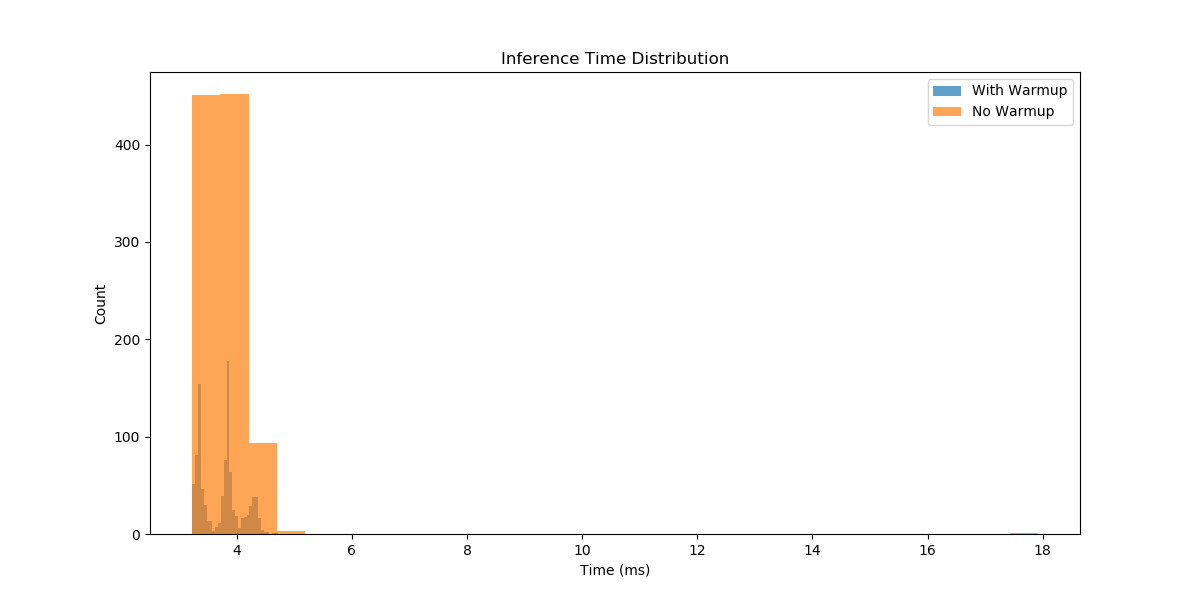 Inference Time Distribution
With Warmup
No Warmup
Count
400
300
200
100
0
4 6 8 10 12 14 16 18
Time (ms)